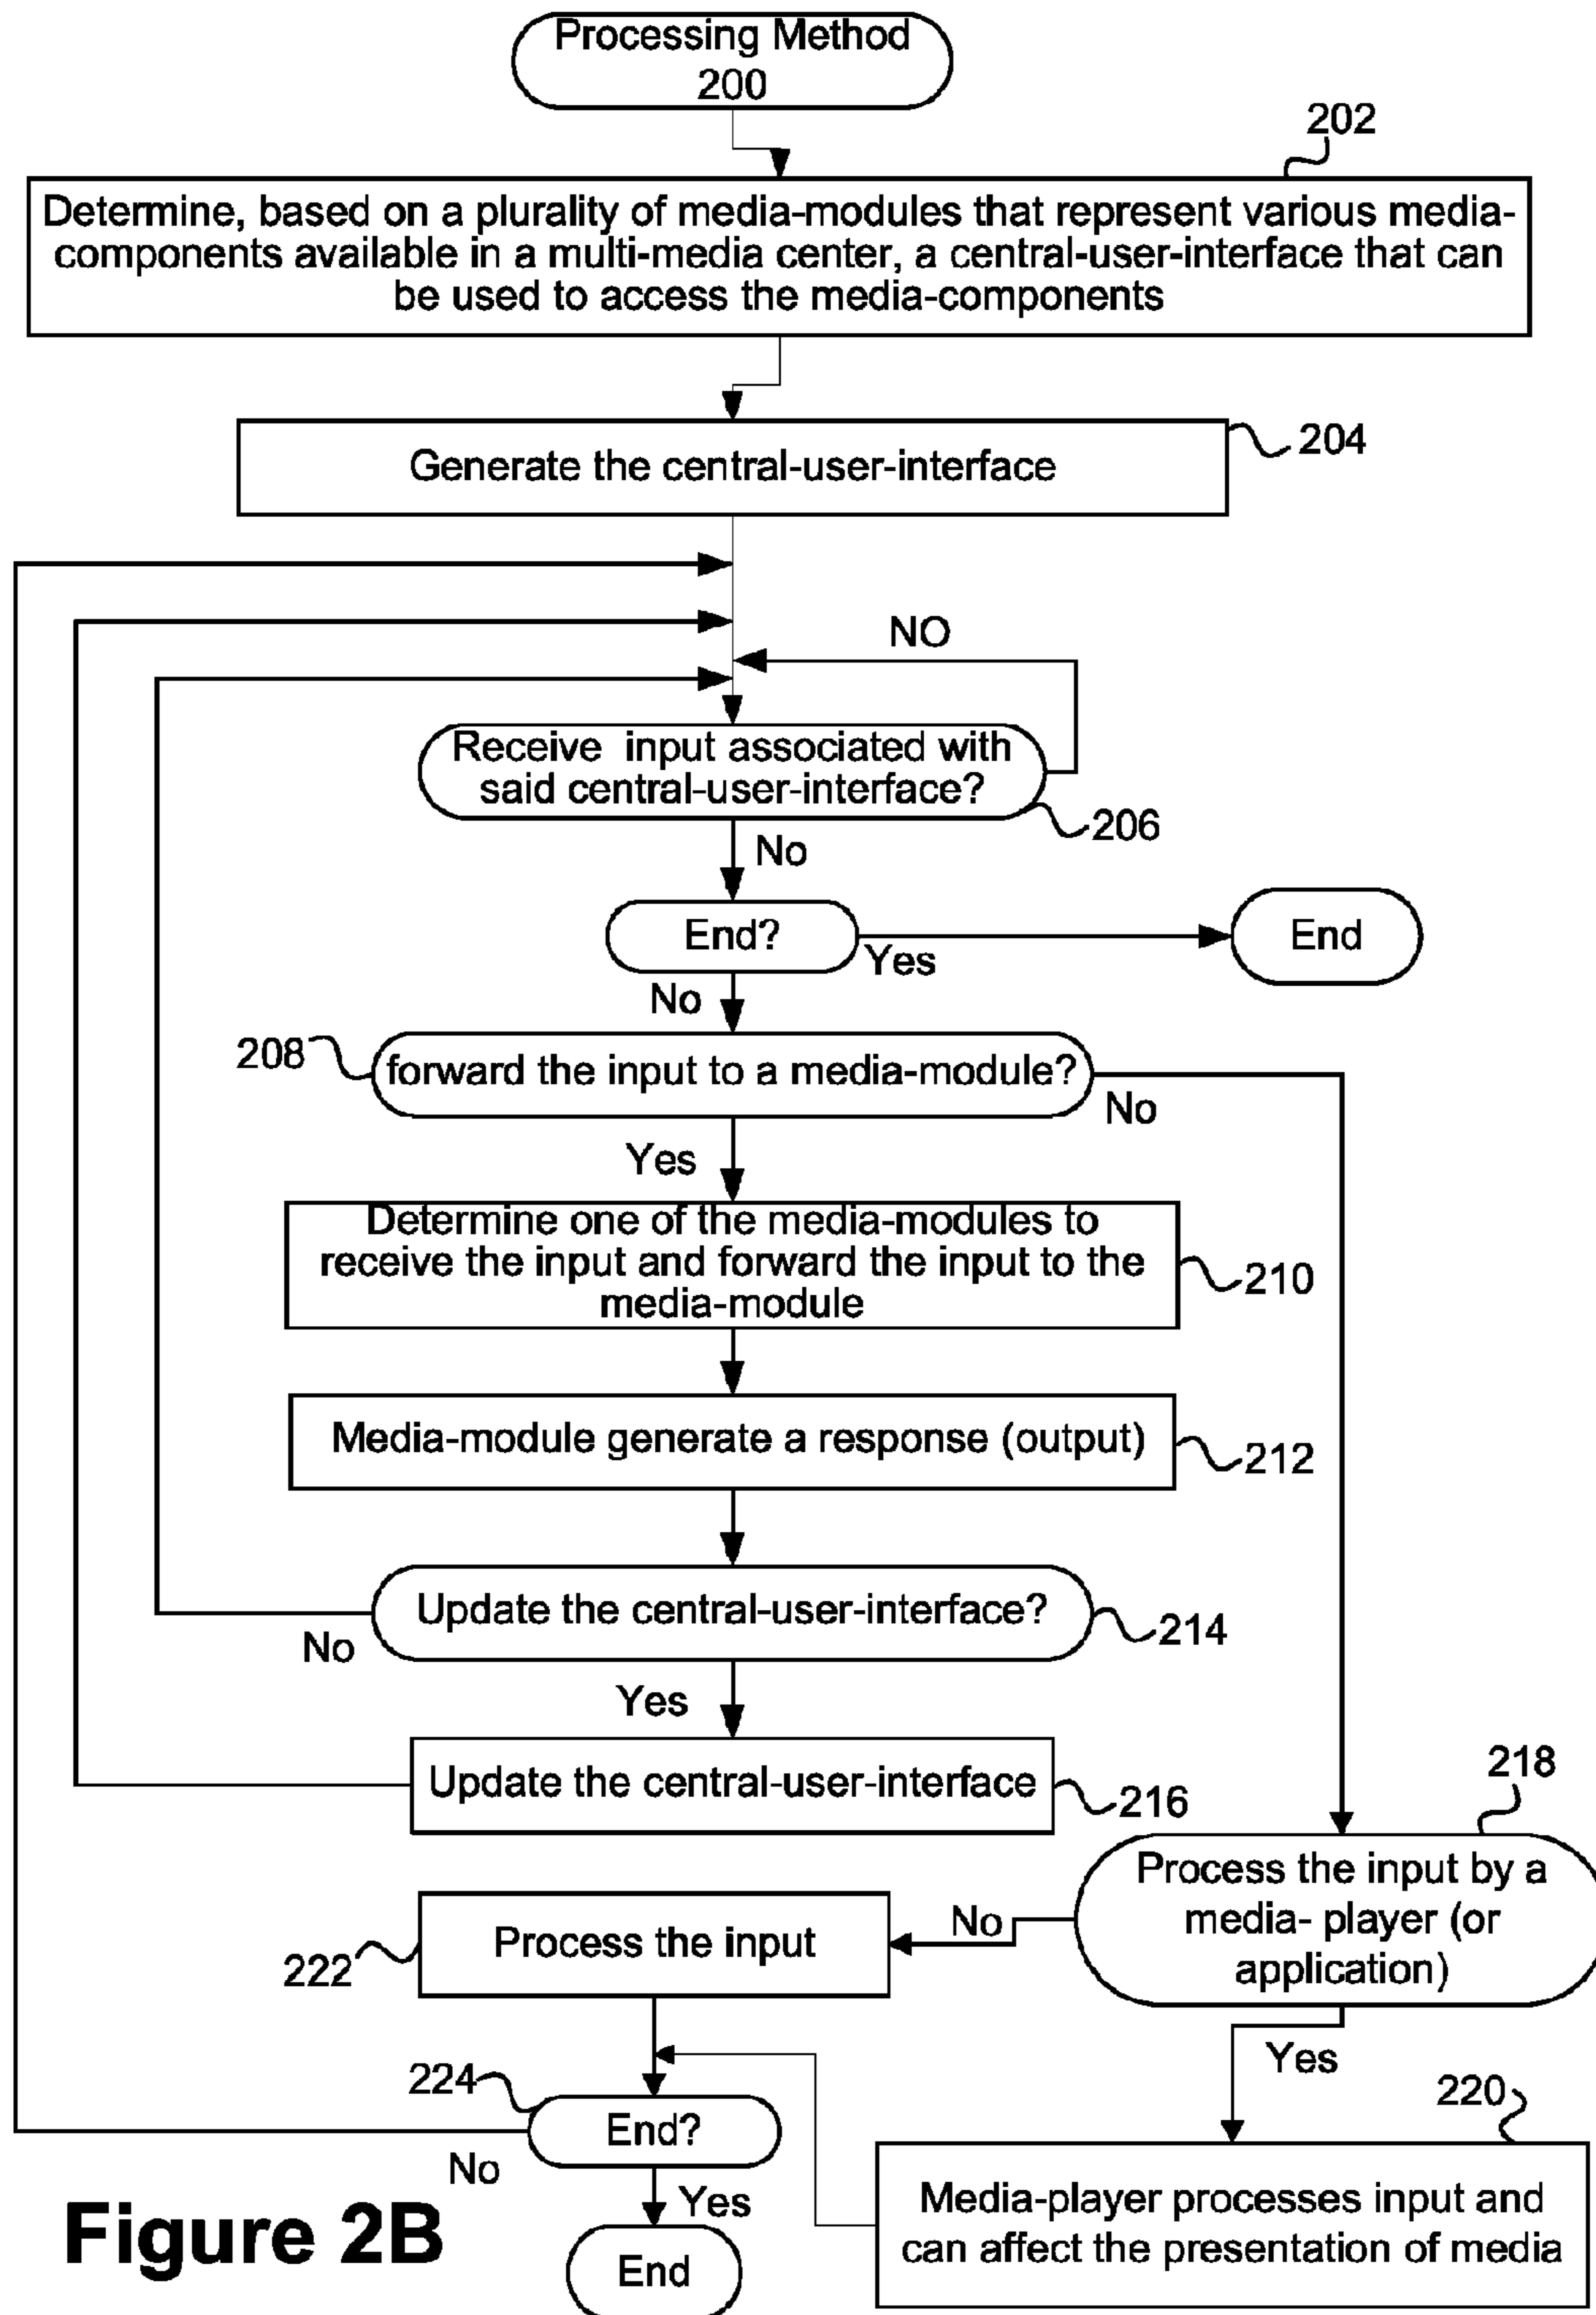 Processing Method
200
202
Determine, based on a plurality of media-modules that represent various media-
components available in a multi-media center, a central-user-interface that can
be used to access the media-components
Generate the central-user-interface
204
NO
Receive input associated with
said central-user-interface?
206
No
End?
Yes
End
No
208
forward the input to a media-module?
No
Yes
Determine one of the media-modules to
receive the input and forward the input to the
media-module
210
Media-module generate a response (output)
212
Update the central-user-interface?
214
No
Yes
Update the central-user-interface
216
218
Process the input by a
media- player (or
application)
No
Process the input
222
Yes
224
End?
220
No
Yes
Media-player processes input and
can affect the presentation of media
End
Figure 2B